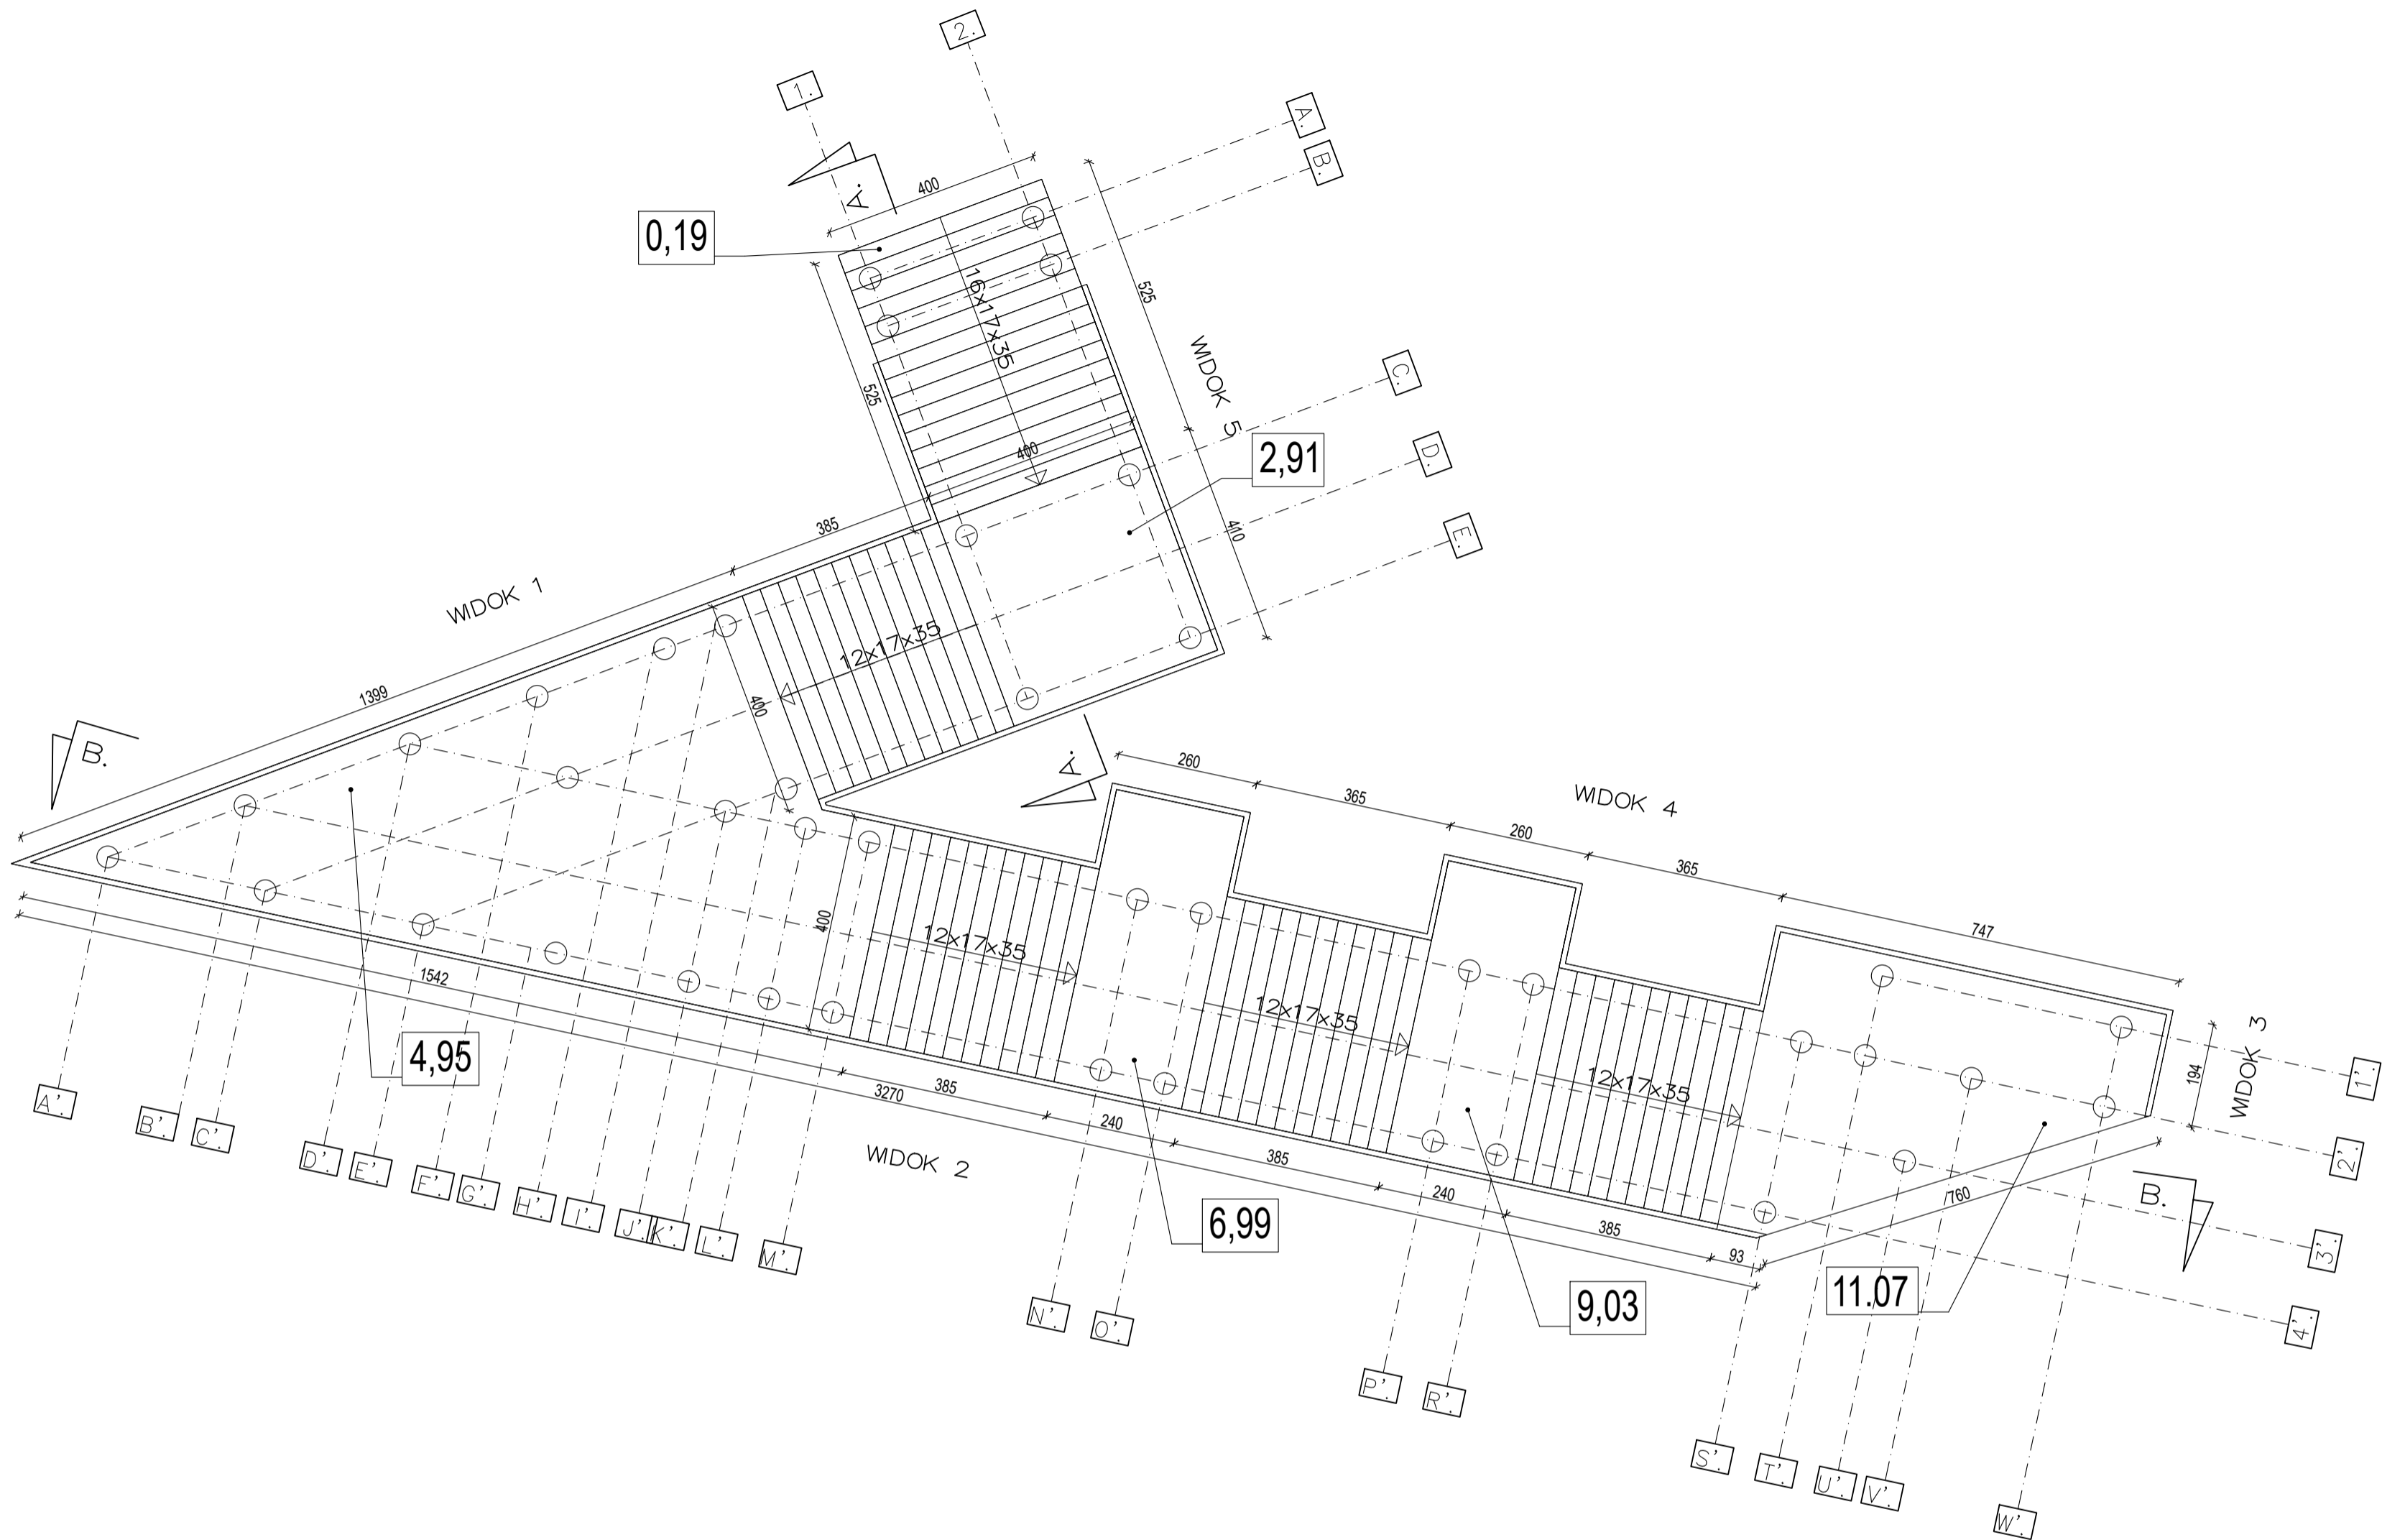 2.
1.
A.
B.
400
A.
0,19
525
16x17x35
WIDOK 5
525
C.
400
D.
2,91
385
410
E.
WIDOK 1
12x17x35
1399
400
B.
A.
260
365
WIDOK 4
260
365
747
400
12x17x35
12x17x35
12x17x35
1542
194
WIDOK 3
1'.
2'.
3'.
4'.
4,95
385
3270
240
385
240
385
93
760
B.
WIDOK 2
6,99
9,03
11.07
A'.
B'.
C'.
D'.
E'.
F'.
G'.
H'.
I'.
J'.
K'.
L'.
M'.
N'.
O'.
P'.
R'.
S'.
T'.
U'.
V'.
W'.